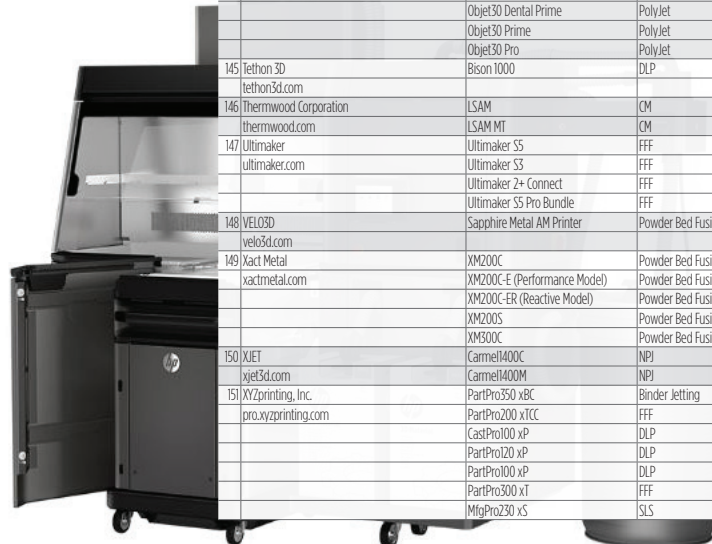 Objet30 Dental Prime PolyJet
Objet30 Prime PolyJet
Objet30 Pro PolyJet
145 Tethon 3D Bison 1000 DLP
tethon3d.com
146 Thermwood Corporation LSAM CM
thermwood.com LSAM MT CM
147 Ultimaker Ultimaker S5 FFF
ultimaker.com Ultimaker S3 FFF
Ultimaker 2+ Connect FFF
Ultimaker S5 Pro Bundle FFF
148 VELO3D Sapphire Metal AM Printer Powder Bed Fusi
velo3d.com
149 Xact Metal XM200C Powder Bed Fusi
xactmetal.com XM200C-E (Performance Model) Powder Bed Fusi
XM200C-ER (Reactive Model) Powder Bed Fusi
XM200S Powder Bed Fusi
XM300C Powder Bed Fusi
150 XJET Carmel1400C NPJ
xjet3d.com Carmel1400M NPJ
151 XYZprinting, Inc. PartPro350 xBC Binder Jetting
pro.xyzprinting.com PartPro200 xTCC FFF
CastPro100 xP DLP
PartPro120 xP DLP
PartPro100 xP DLP
PartPro300 xT FFF
MfgPro230 xS SLS
hp